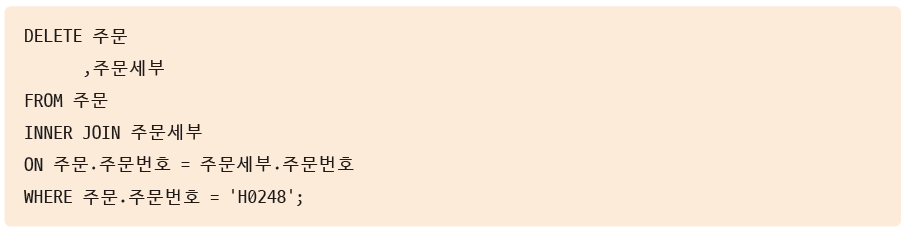 DELETE 주문
,주문세부
FROM 주문
INNER JOIN 주문세부
ON 주문.주문번호 = 주문세부.주문번호
WHERE 주문.주문번호 = 'H0248';